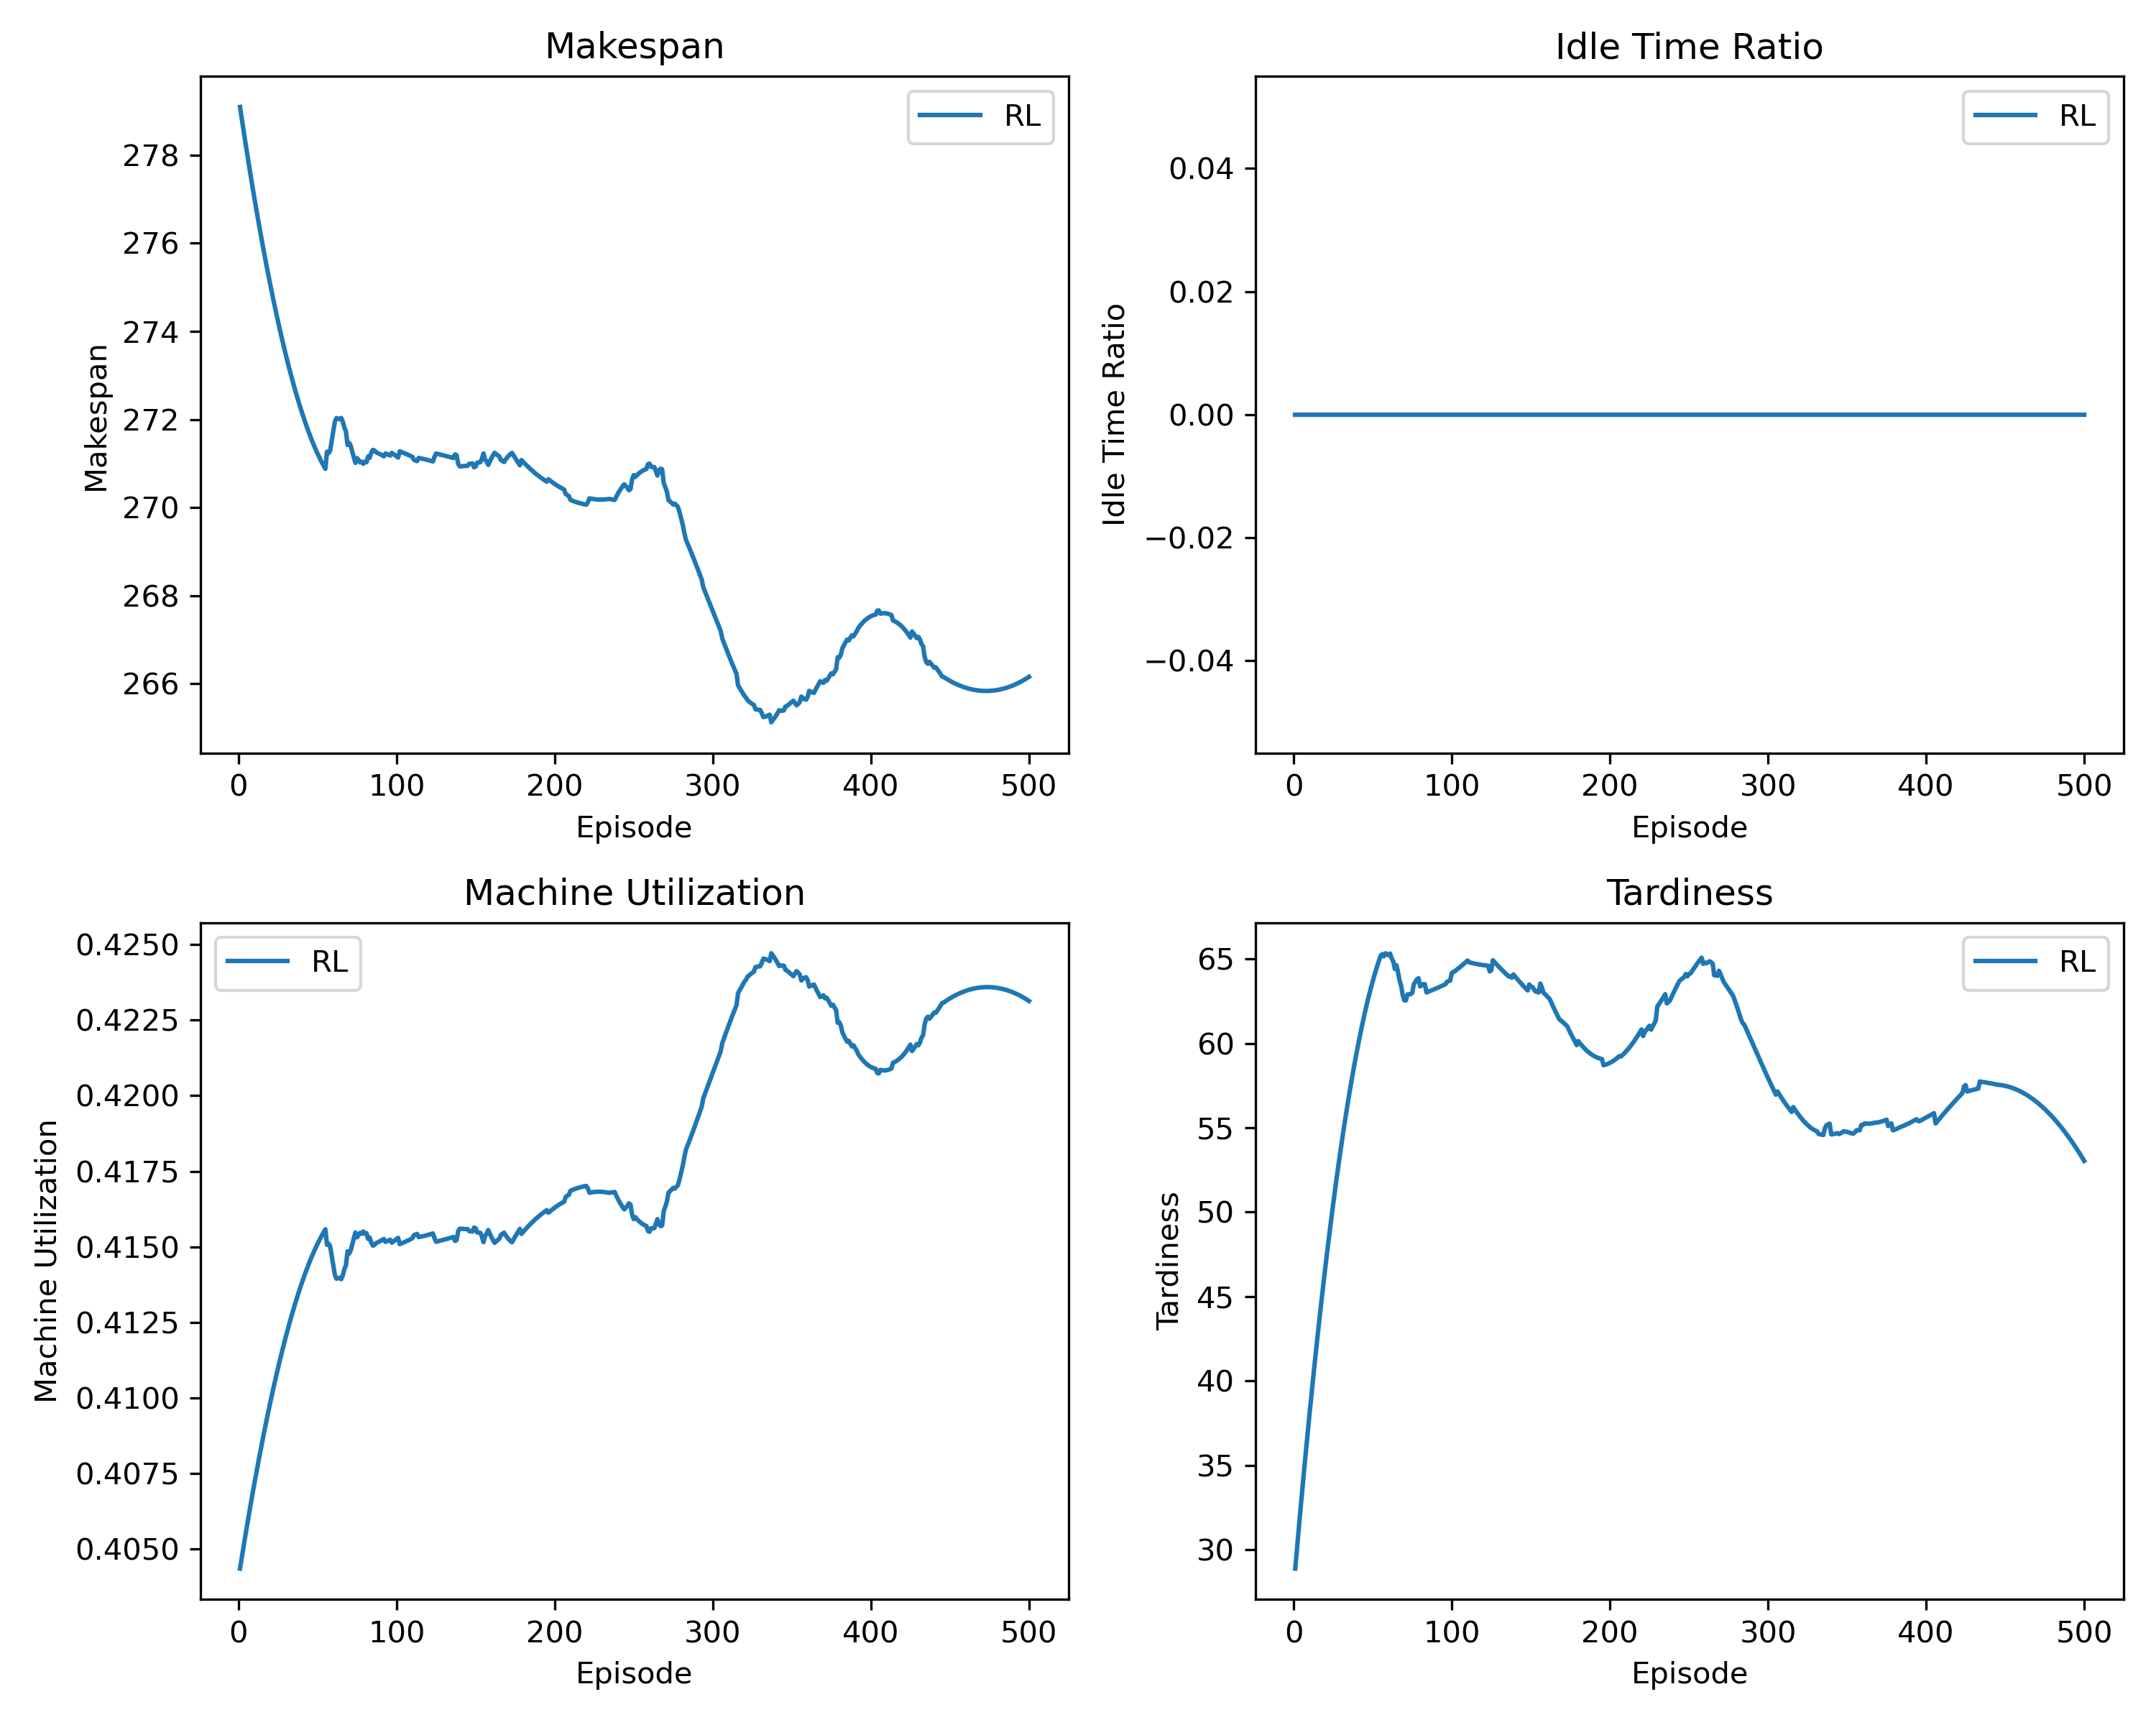 Makespan
RL
278
276
274
272
270
268
266
Makespan
0 100 200 300 400 500
Episode
Idle Time Ratio
RL
0.04
0.02
0.00
−0.02
−0.04
Idle Time Ratio
0 100 200 300 400 500
Episode
Machine Utilization
RL
0.4250
0.4225
0.4200
0.4175
0.4150
0.4125
0.4100
0.4075
0.4050
Machine Utilization
0 100 200 300 400 500
Episode
Tardiness
RL
65
60
55
50
45
40
35
30
Tardiness
0 100 200 300 400 500
Episode